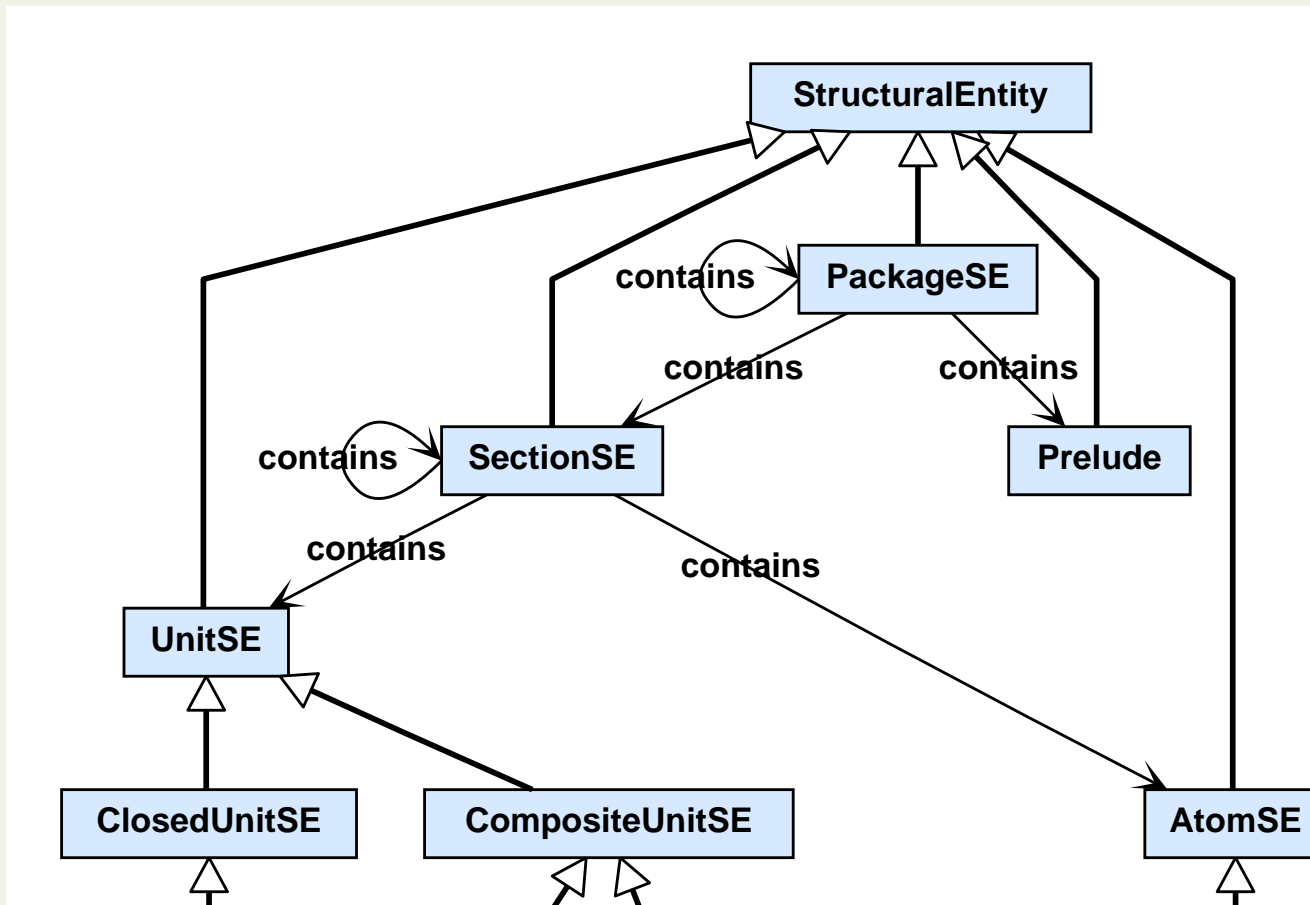 StructuralEntity
contains
PackageSE
contains
contains
contains
SectionSE
Prelude
contains
contains
UnitSE
ClosedUnitSE
CompositeUnitSE
AtomSE